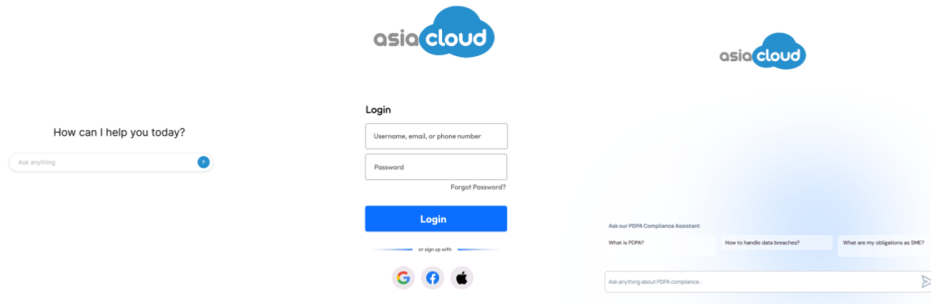 How can I help you today?
Ask anything
asia cloud
Login
Username, email, or phone number
Password
Forgot Password?
Login
or sign up with
asia cloud
Ask our PDPA Compliance Assistant
What is PDPA?
How to handle data breaches?
What are my obligations as SME?
Ask anything about PDPA compliance.